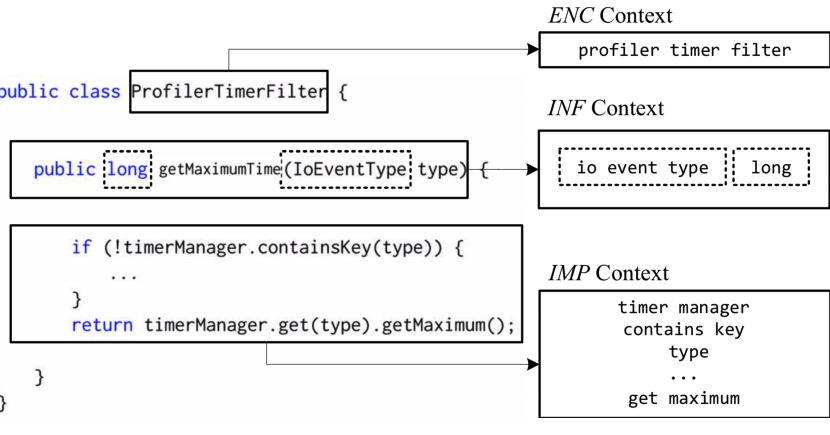 ENC Context
profiler timer filter
public class ProfilerTimerFilter {
INF Context
public long getMaximumTime(IoEventType type) {
io event type long
if (!timerManager.containsKey(type)) {
...
}
return timerManager.get(type).getMaximum();
IMP Context
timer manager
contains key
type
...
get maximum
}
}